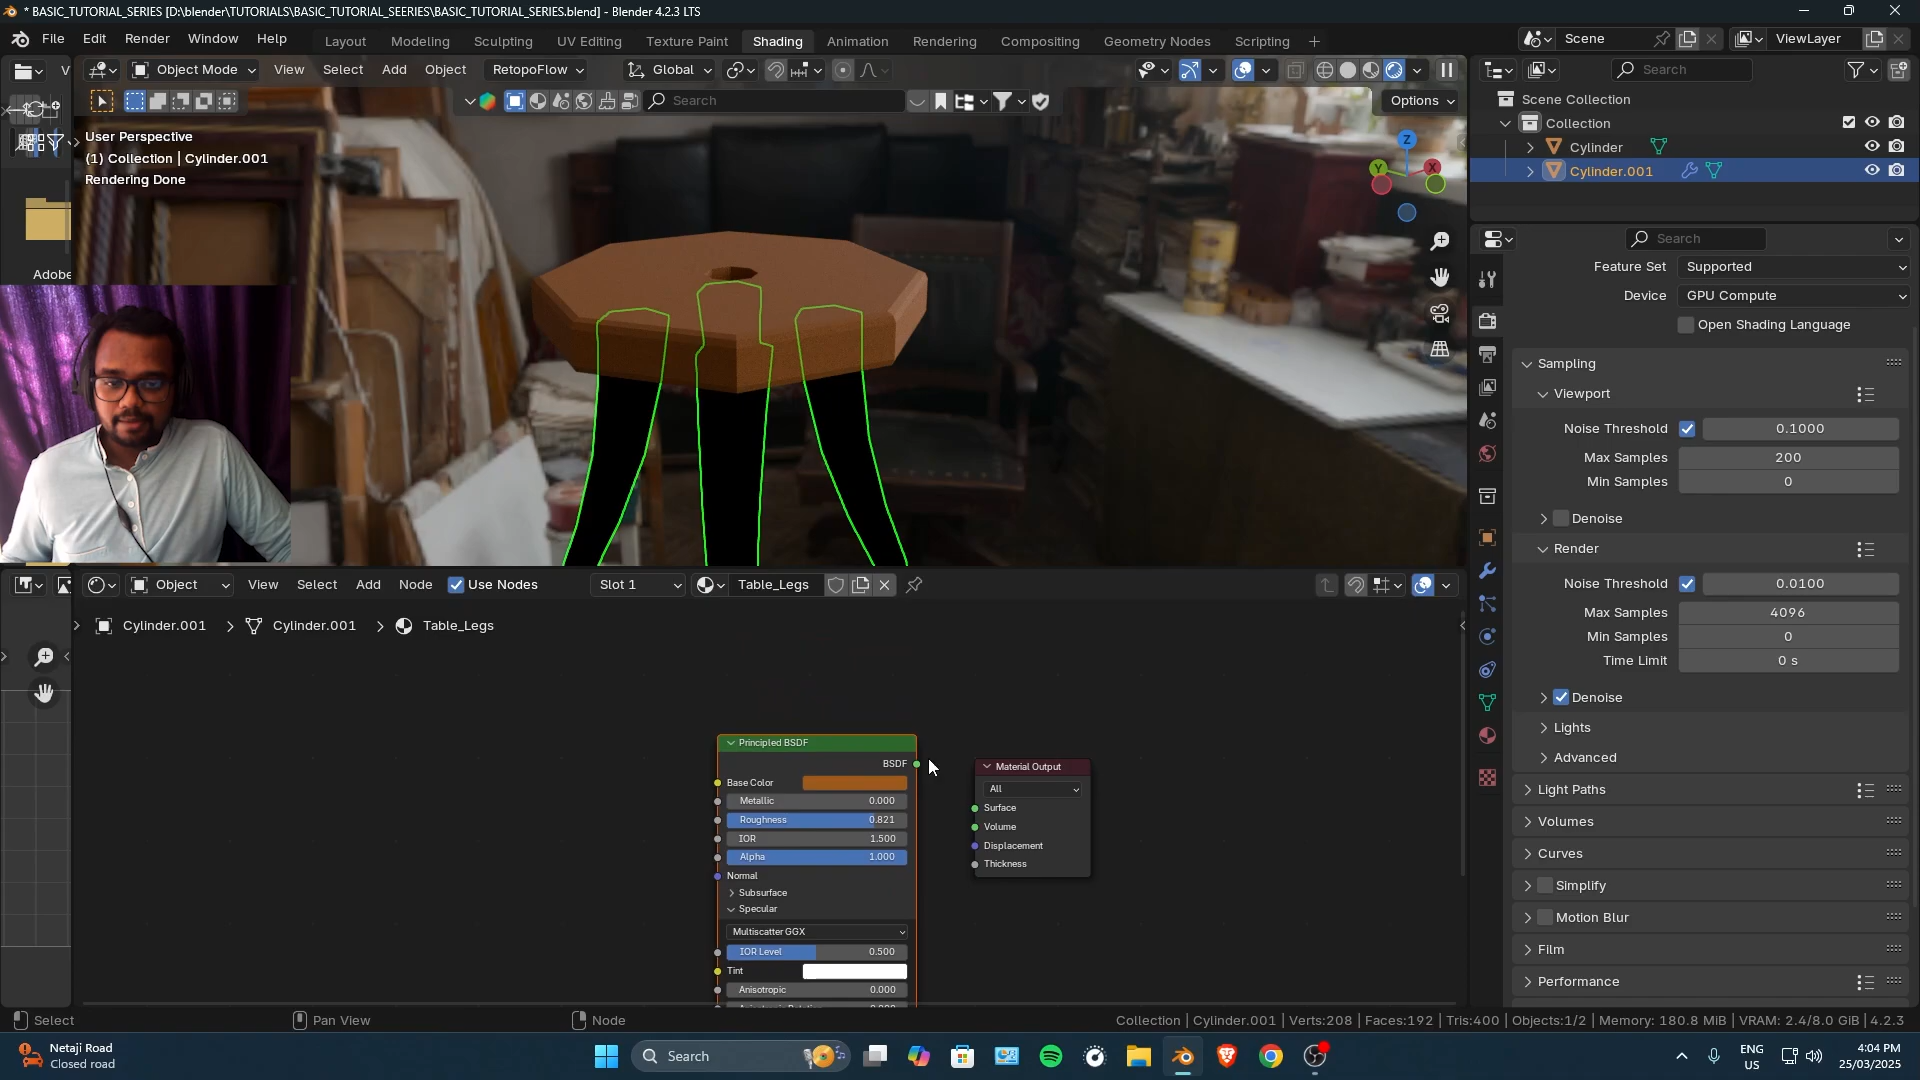 * BASIC_TUTORIAL_SERIES [D:\blender\TUTORIALS\BASIC_TUTORIAL_SEERIES\BASIC_TUTORIAL_SERIES.blend] - Blender 4.2.3 LTS
File Edit Render Window Help
Layout Modeling Sculpting UV Editing Texture Paint Shading Animation Rendering Compositing Geometry Nodes Scripting +
Scene
ViewLayer
V
Object Mode View Select Add Object RetopoFlow Global
Search
Options
Search
User Perspective
(1) Collection | Cylinder.001
Rendering Done
Z
Y
X
Adobe
Scene Collection
Collection
Cylinder
Cylinder.001
Search
Feature Set Supported
Device GPU Compute
Open Shading Language
Sampling
Viewport
Noise Threshold 0.1000
Max Samples 200
Min Samples 0
Denoise
Render
Noise Threshold 0.0100
Max Samples 4096
Min Samples 0
Time Limit 0 s
Denoise
Lights
Advanced
Light Paths
Volumes
Curves
Simplify
Motion Blur
Film
Performance
Object View Select Add Node Use Nodes Slot 1 Table_Legs
Cylinder.001 > Cylinder.001 > Table_Legs
Principled BSDF
BSDF
Base Color
Metallic 0.000
Roughness 0.821
IOR 1.500
Alpha 1.000
Normal
Subsurface
Specular
Multiscatter GGX
IOR Level 0.500
Tint
Anisotropic 0.000
Material Output
All
Surface
Volume
Displacement
Thickness
Select Pan View Node
Collection | Cylinder.001 | Verts:208 | Faces:192 | Tris:400 | Objects:1/2 | Memory: 180.8 MiB | VRAM: 2.4/8.0 GiB | 4.2.3
Netaji Road
Closed road
Search
ENG
US
4:04 PM
25/03/2025